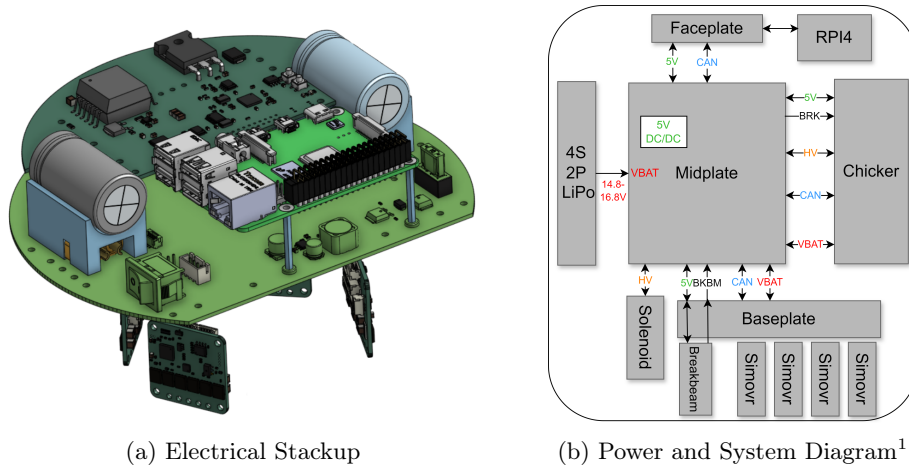 Faceplate
RPI4
5V
CAN
4S
2P
LiPo
14.8-
16.8V
VBAT
5V
DC/DC
Midplate
5V
BRK
HV
CAN
VBAT
Chicker
HV
5V
BKBM
CAN
VBAT
Solenoid
Baseplate
Breakbeam
Simovr
Simovr
Simovr
Simovr
(a) Electrical Stackup
(b) Power and System Diagram¹